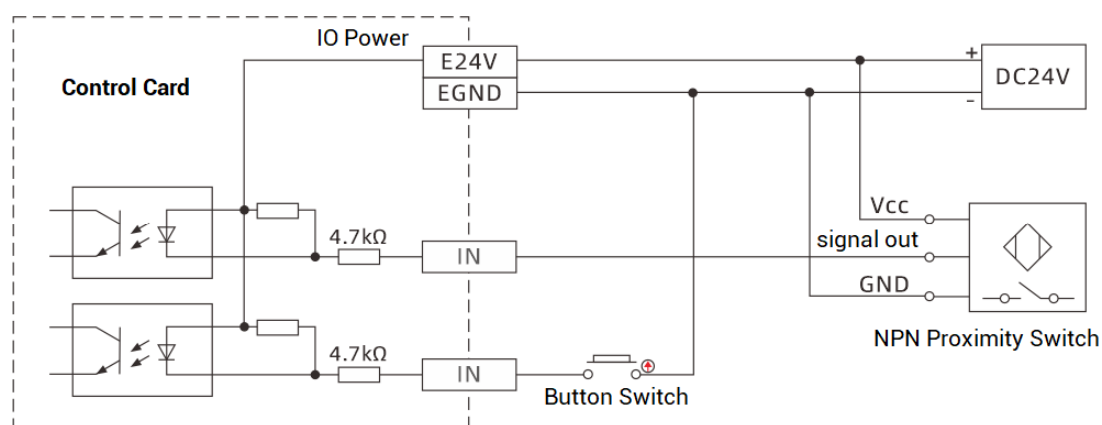 IO Power
E24V
+
DC24V
Control Card
EGND
-
Vcc
4.7kΩ
IN
signal out
GND
NPN Proximity Switch
4.7kΩ
IN
Button Switch